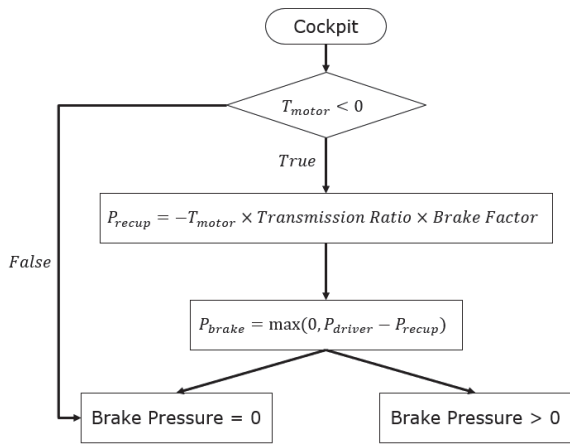 Cockpit
T_motor < 0
True
P_recup = −T_motor × Transmission Ratio × Brake Factor
False
P_brake = max(0, P_driver − P_recup)
Brake Pressure = 0
Brake Pressure > 0